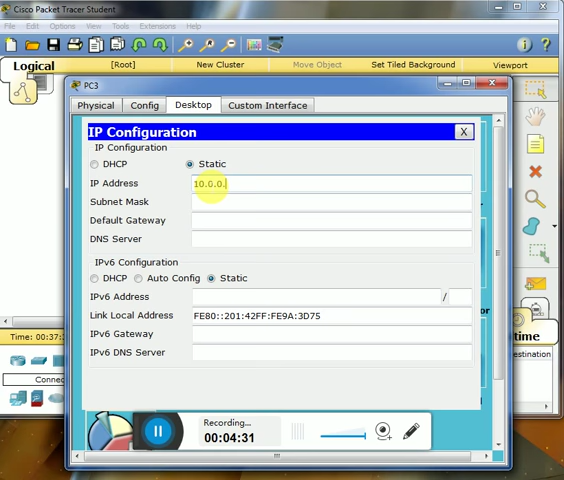 Cisco Packet Tracer Student
File Edit Options View Tools Extensions Help
Logical [Root] New Cluster Move Object Set Tiled Background Viewport
PC3
Physical Config Desktop Custom Interface
IP Configuration X
IP Configuration
DHCP Static
IP Address 10.0.0.
Subnet Mask
Default Gateway
DNS Server
IPv6 Configuration
DHCP Auto Config Static
IPv6 Address /
Link Local Address FE80::201:42FF:FE9A:3D75
IPv6 Gateway
IPv6 DNS Server
Time: 00:37:
Connec
Recording...
00:04:31
or
time
estination